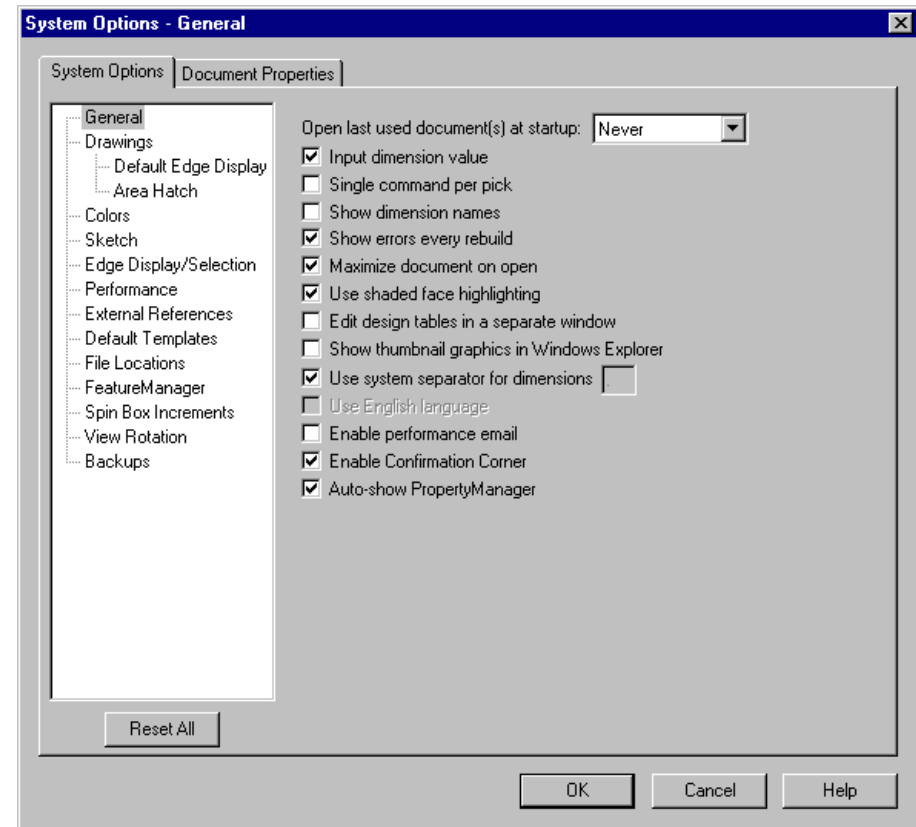 System Options - General
System Options
Document Properties
General
Drawings
Default Edge Display
Area Hatch
Colors
Sketch
Edge Display/Selection
Performance
External References
Default Templates
File Locations
FeatureManager
Spin Box Increments
View Rotation
Backups
Reset All
Open last used document(s) at startup: Never
Input dimension value
Single command per pick
Show dimension names
Show errors every rebuild
Maximize document on open
Use shaded face highlighting
Edit design tables in a separate window
Show thumbnail graphics in Windows Explorer
Use system separator for dimensions .
Use English language
Enable performance email
Enable Confirmation Corner
Auto-show PropertyManager
OK
Cancel
Help